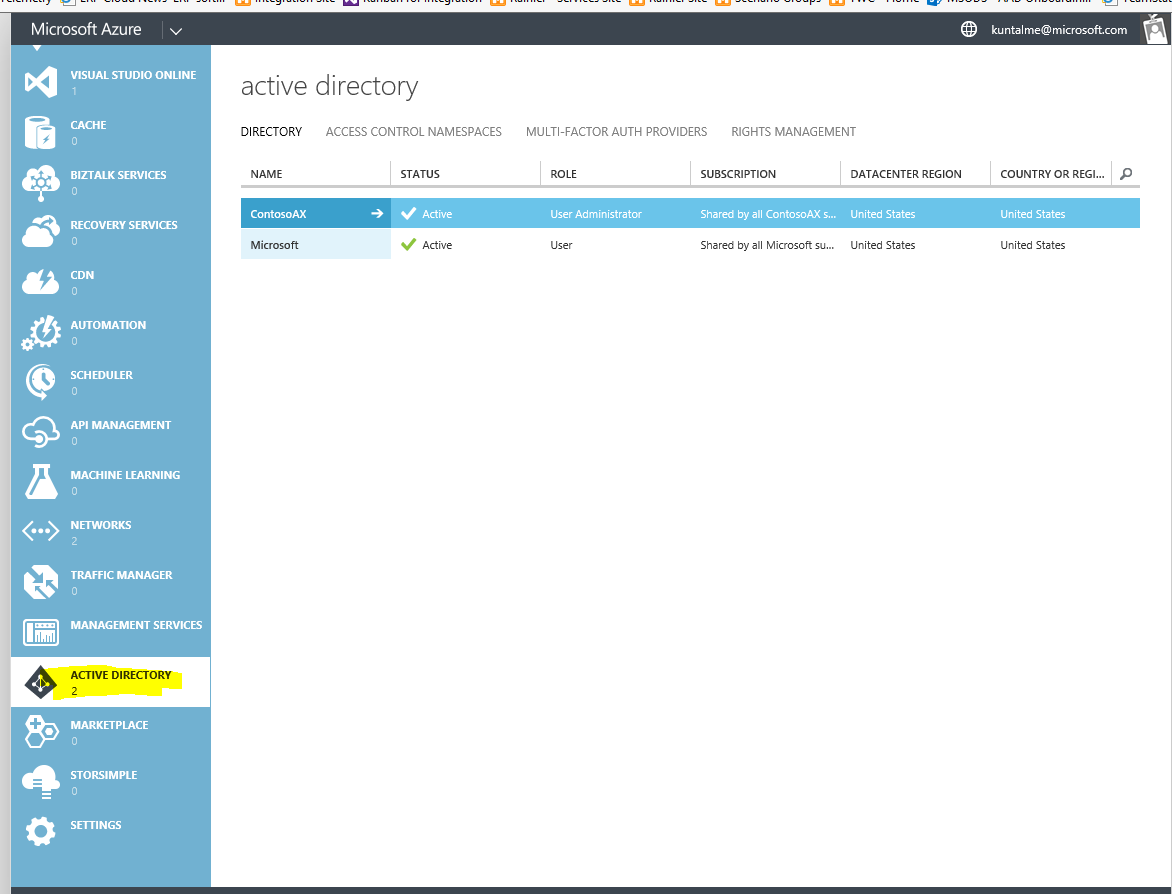 Microsoft Azure
kuntalme@microsoft.com
VISUAL STUDIO ONLINE
1
CACHE
0
BIZTALK SERVICES
0
RECOVERY SERVICES
0
CDN
0
AUTOMATION
0
SCHEDULER
0
API MANAGEMENT
0
MACHINE LEARNING
0
NETWORKS
2
TRAFFIC MANAGER
0
MANAGEMENT SERVICES
ACTIVE DIRECTORY
2
MARKETPLACE
0
STORSIMPLE
0
SETTINGS
active directory
DIRECTORY ACCESS CONTROL NAMESPACES MULTI-FACTOR AUTH PROVIDERS RIGHTS MANAGEMENT
NAME STATUS ROLE SUBSCRIPTION DATACENTER REGION COUNTRY OR REGI...
ContosoAX Active User Administrator Shared by all ContosoAX s... United States United States
Microsoft Active User Shared by all Microsoft su... United States United States